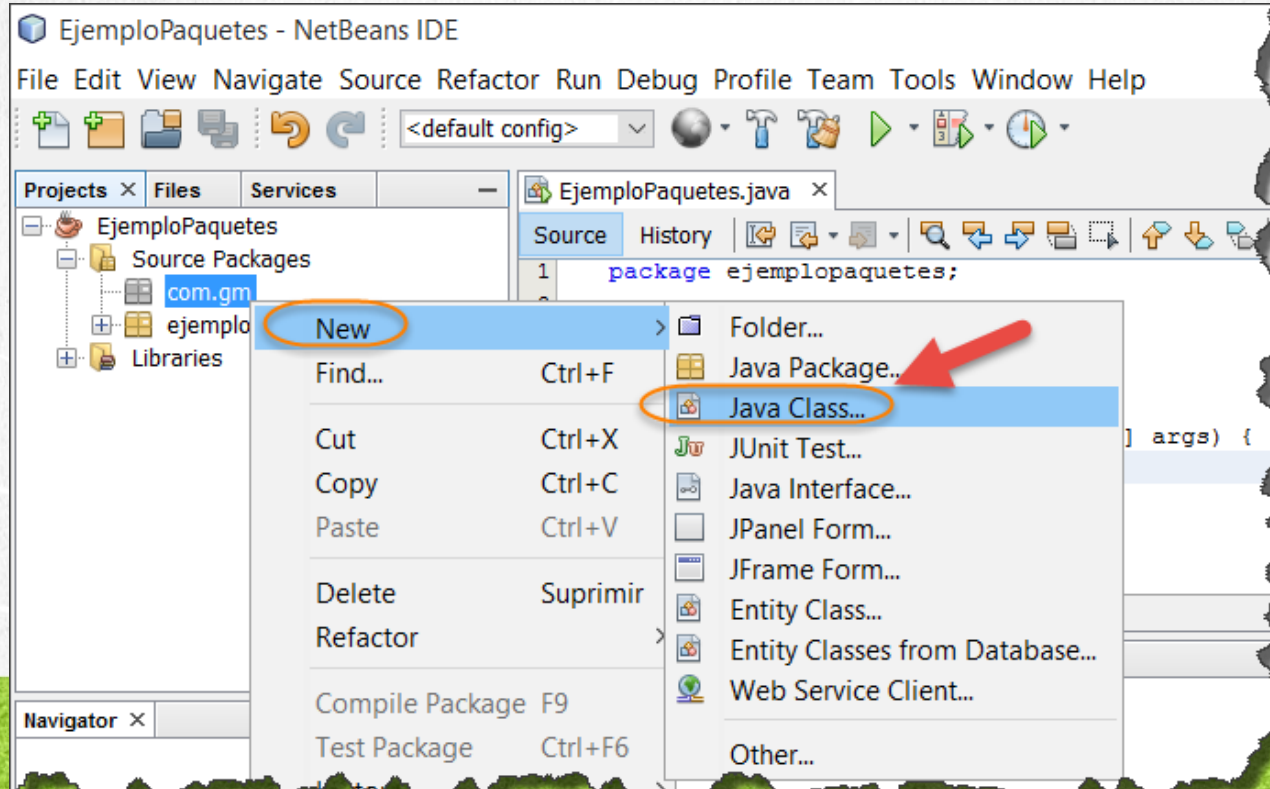 EjemploPaquetes - NetBeans IDE
File Edit View Navigate Source Refactor Run Debug Profile Team Tools Window Help
<default config>
Projects × Files Services
EjemploPaquetes.java ×
EjemploPaquetes
Source History
Source Packages
1 package ejemplopaquetes;
com.gm
ejemplo
Libraries
New
Find... Ctrl+F
Cut Ctrl+X
Copy Ctrl+C
Paste Ctrl+V
Delete Suprimir
Refactor
Compile Package F9
Test Package Ctrl+F6
Folder...
Java Package...
Java Class...
JUnit Test...
Java Interface...
JPanel Form...
JFrame Form...
Entity Class...
Entity Classes from Database...
Web Service Client...
Other...
] args) {
Navigator ×